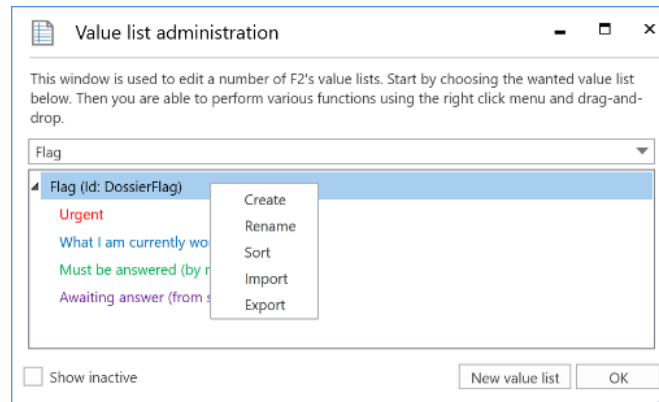 Value list administration
This window is used to edit a number of F2's value lists. Start by choosing the wanted value list
below. Then you are able to perform various functions using the right click menu and drag-and-
drop.
Flag
Flag (Id: DossierFlag)
Create
Urgent
Rename
What I am currently
Sort
Must be answered (by
Import
Awaiting answer (from
Export
Show inactive
New value list
OK